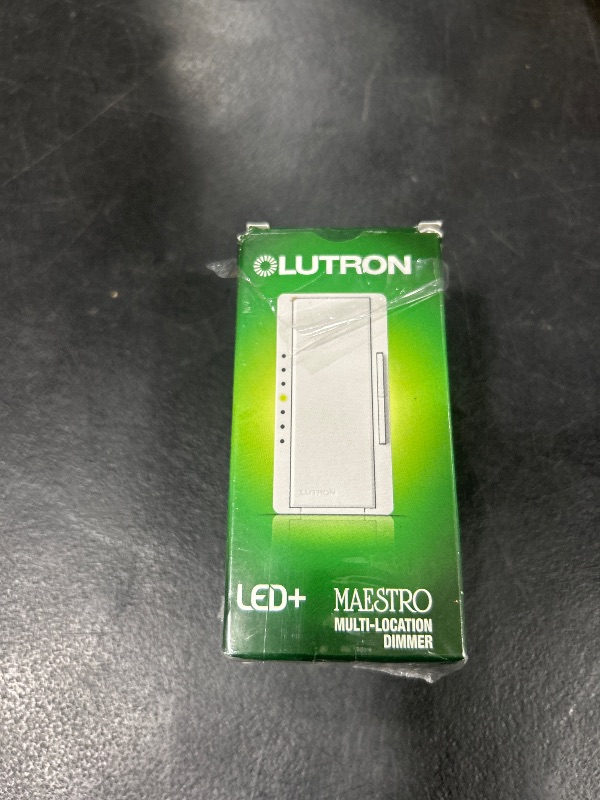 LUTRON
LUTRON
LED+ MAESTRO
MULTI-LOCATION
DIMMER